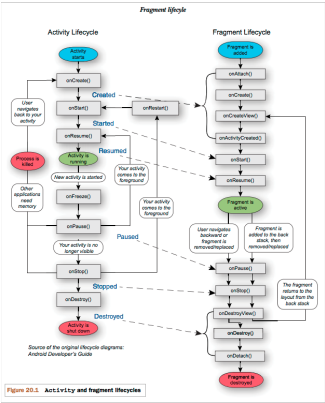 Fragment lifecyle
Activity Lifecycle
Fragment Lifecycle
Activity
starts
Fragment is
added
onCreate()
onAttach()
Created
onCreate()
User
navigates
back to your
activity
onStart()
onRestart()
Started
onCreateView()
onResume()
onActivityCreated()
Process is
killed
Activity is
running
Resumed
onStart()
New activity is started
Your activity
comes to the
foreground
Your activity
comes to the
foreground
onResume()
Other
applications
need
memory
onFreeze()
Fragment is
active
onPause()
User navigates
backward or
fragment is
removed/replaced
Fragment is
added to the back
stack, then
removed/replaced
Your activity is no
longer visible
Paused
onStop()
onPause()
Stopped
onStop()
The fragment
returns to the
layout from the
back stack
onDestroy()
onDestroyView()
Destroyed
Activity is
shut down
onDestroy()
Source of the original lifecycle diagrams:
Android Developer's Guide
onDetach()
Fragment is
destroyed
Figure 20.1 Activity and fragment lifecycles